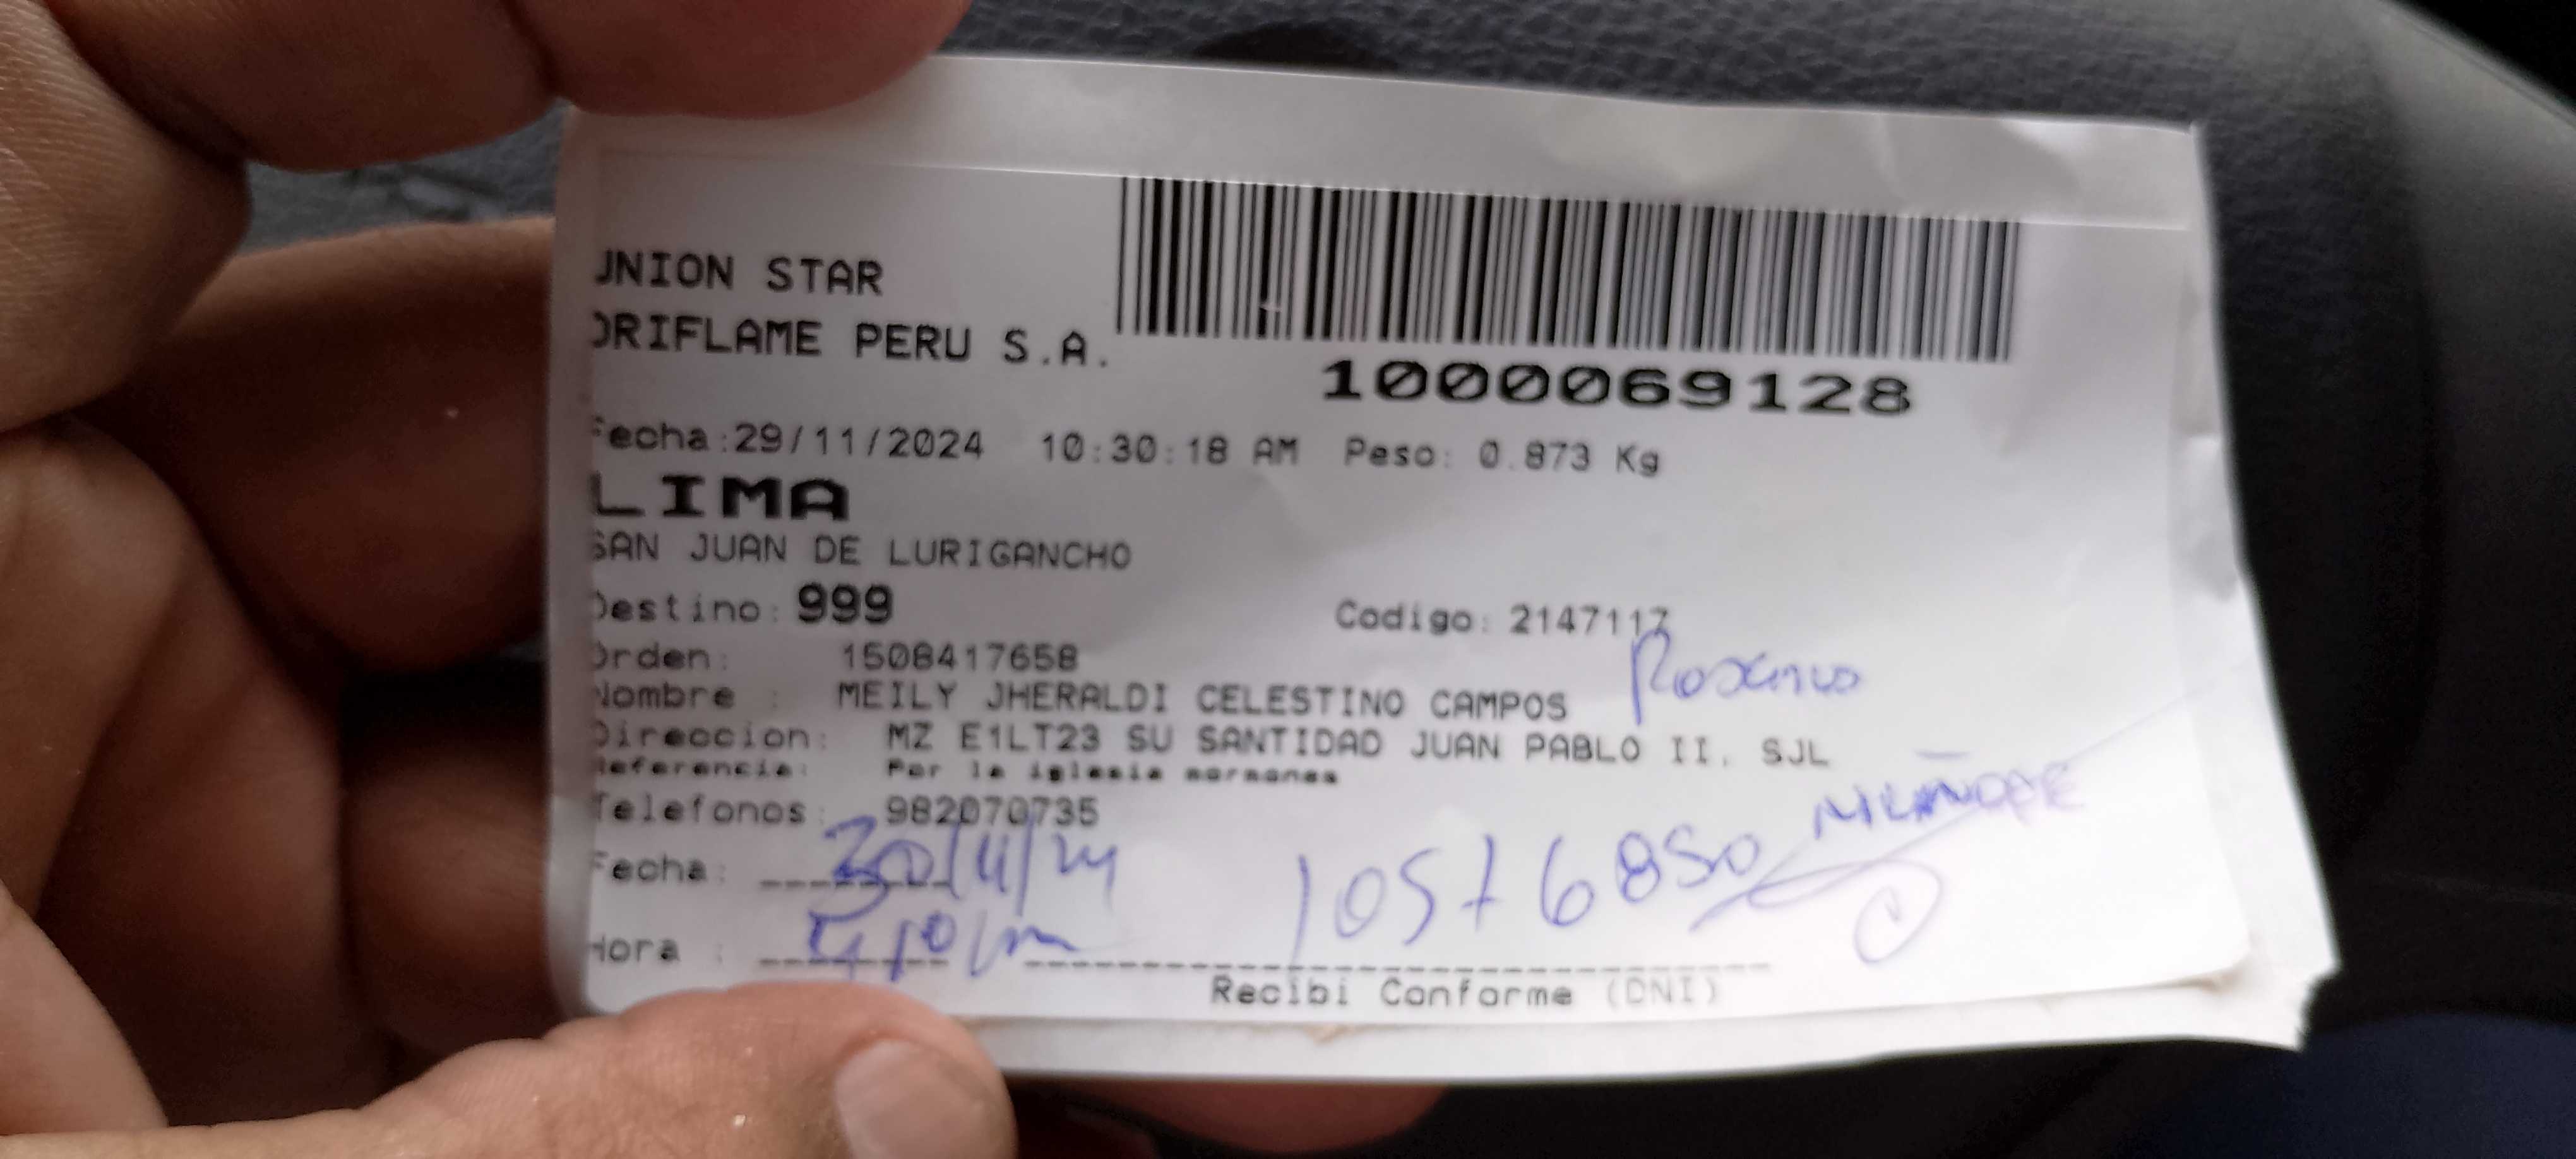 UNION STAR
ORIFLAME PERU S.A.
1000069128
Fecha:29/11/2024 10:30:18 AM Peso: 0.873 Kg
LIMA
SAN JUAN DE LURIGANCHO
Destino: 999 Codigo: 2147117
Orden: 1508417658
Nombre : MEILY JHERALDI CELESTINO CAMPOS
Direccion: MZ E1LT23 SU SANTIDAD JUAN PABLO II, SJL
Referencia: Por la iglesia mormones
Telefonos: 982070735
Fecha: 30/11/24 10576850
Hora :
Recibi Conforme (DNI)